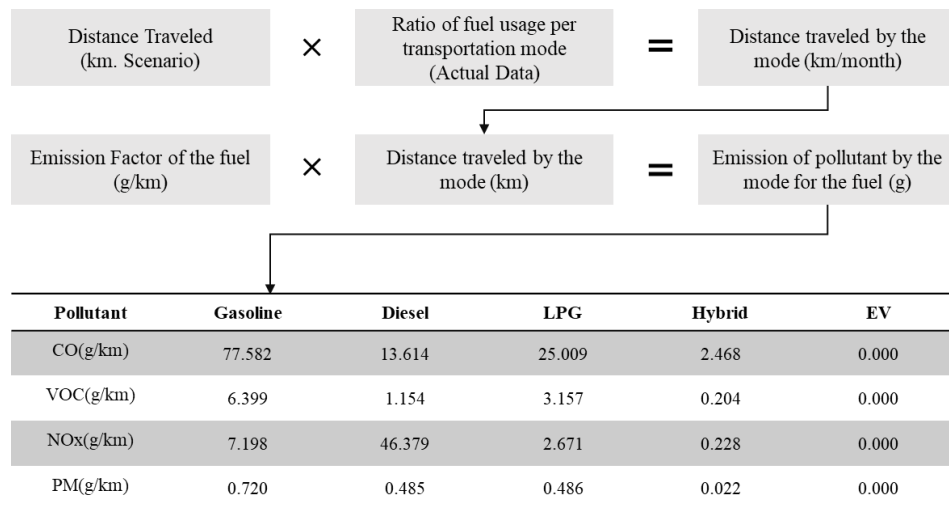 Distance Traveled
(km. Scenario)
×
Ratio of fuel usage per
transportation mode
(Actual Data)
=
Distance traveled by the
mode (km/month)
Emission Factor of the fuel
(g/km)
×
Distance traveled by the
mode (km)
=
Emission of pollutant by the
mode for the fuel (g)
Pollutant Gasoline Diesel LPG Hybrid EV
CO(g/km) 77.582 13.614 25.009 2.468 0.000
VOC(g/km) 6.399 1.154 3.157 0.204 0.000
NOx(g/km) 7.198 46.379 2.671 0.228 0.000
PM(g/km) 0.720 0.485 0.486 0.022 0.000